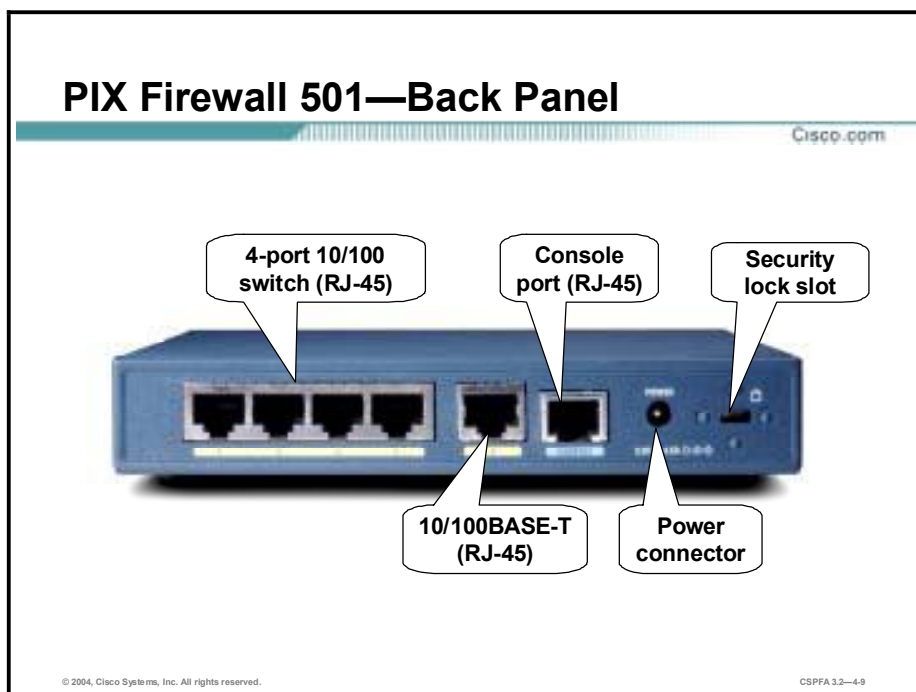 PIX Firewall 501—Back Panel
Cisco.com
4-port 10/100
switch (RJ-45)
Console
port (RJ-45)
Security
lock slot
10/100BASE-T
(RJ-45)
Power
connector
© 2004, Cisco Systems, Inc. All rights reserved.
CSPFA 3.2—4-9